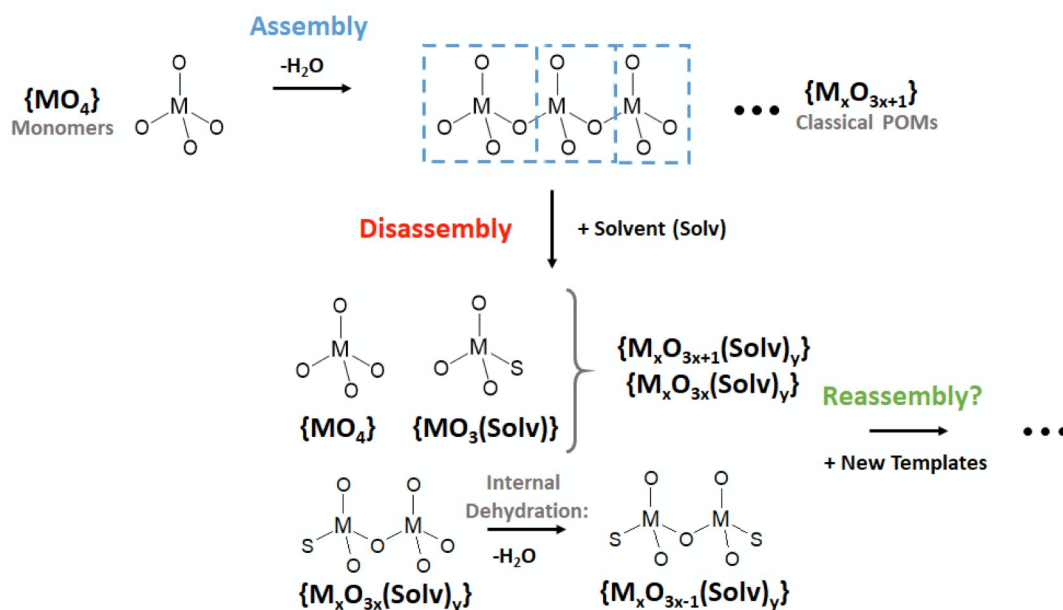 Assembly
-H₂O
{MO₄}
Monomers
O
M
O
O
O
O O O
M M M
O O O O
O O O
••• {MₓO₃ₓ₊₁}
Classical POMs
Disassembly
+ Solvent (Solv)
O
M
O
O
O
{MO₄}
O
M
O
S
O
{MO₃(Solv)}
{MₓO₃ₓ₊₁(Solv)ᵧ}
{MₓO₃ₓ(Solv)ᵧ}
Reassembly?
+ New Templates
•••
O O
M M
S O O
O O
{MₓO₃ₓ(Solv)ᵧ}
Internal
Dehydration:
-H₂O
O O
M M
S O S
O O
{MₓO₃ₓ₋₁(Solv)ᵧ}